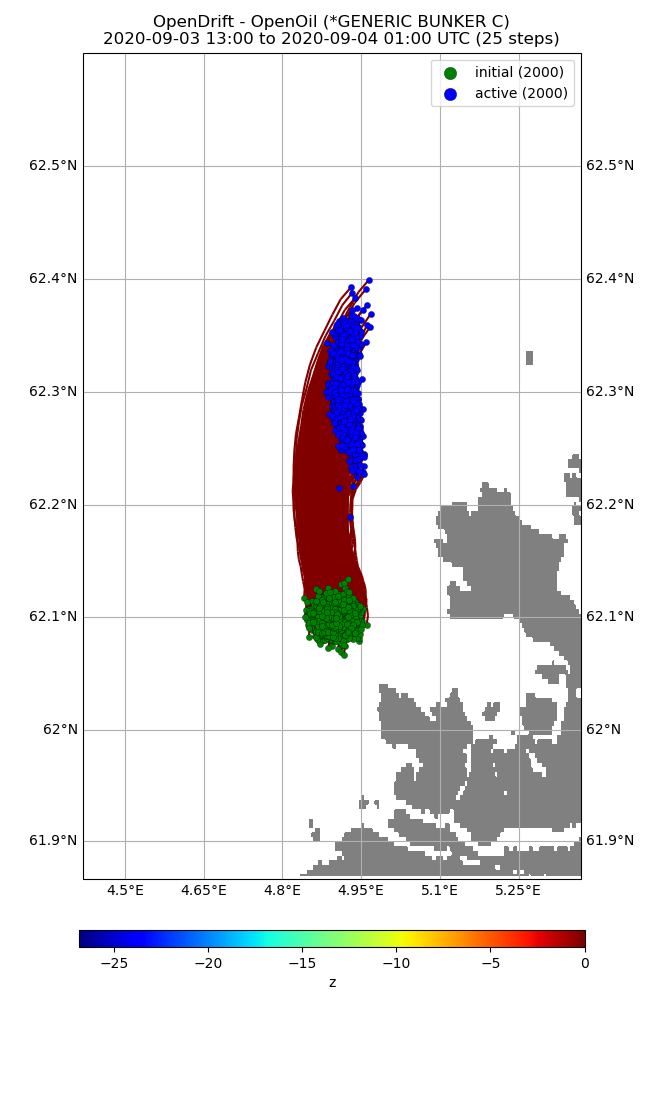 OpenDrift - OpenOil (*GENERIC BUNKER C)
2020-09-03 13:00 to 2020-09-04 01:00 UTC (25 steps)
initial (2000)
active (2000)
62.5°N 62.5°N
62.4°N 62.4°N
62.3°N 62.3°N
62.2°N 62.2°N
62.1°N 62.1°N
62°N 62°N
61.9°N 61.9°N
4.5°E 4.65°E 4.8°E 4.95°E 5.1°E 5.25°E
−25 −20 −15 −10 −5 0
z